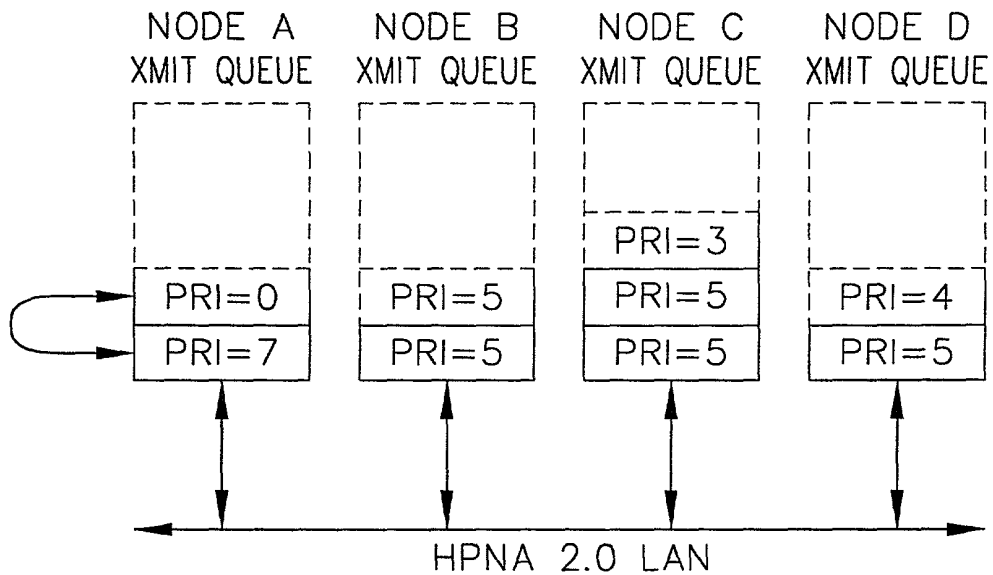 NODE A NODE B NODE C NODE D
XMIT QUEUE XMIT QUEUE XMIT QUEUE XMIT QUEUE
PRI=3
PRI=0 PRI=5 PRI=5 PRI=4
PRI=7 PRI=5 PRI=5 PRI=5
HPNA 2.0 LAN